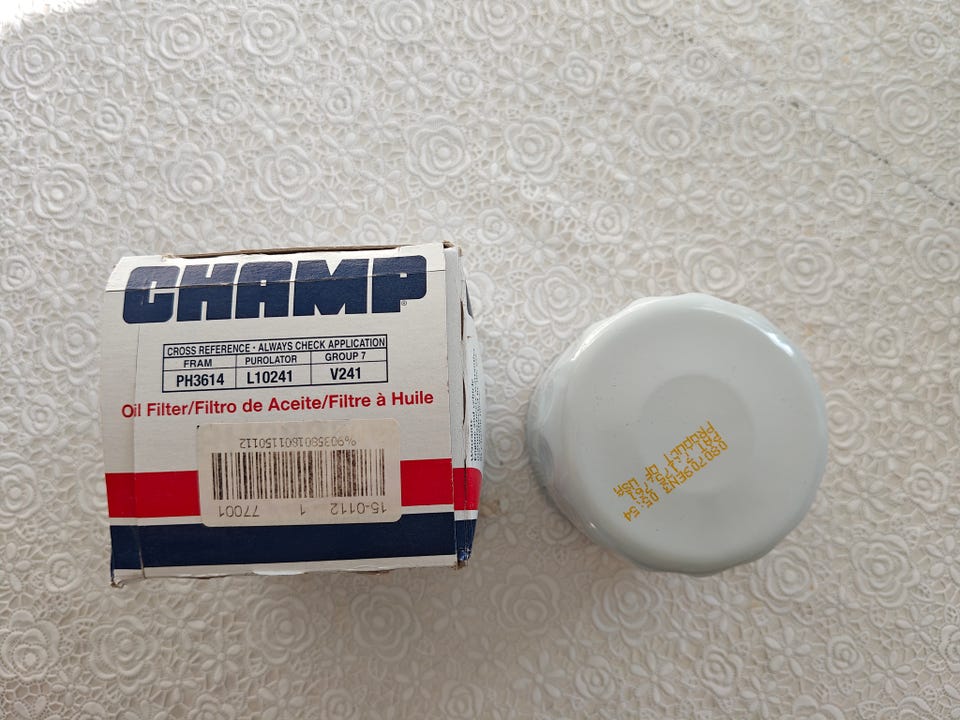 CHAMP®
CROSS REFERENCE · ALWAYS CHECK APPLICATION
FRAM PUROLATOR GROUP 7
PH3614 L10241 V241
Oil Filter/Filtro de Aceite/Filtre à Huile
15-0112 1 77001
%9035801601150112
PRODUCT OF USA